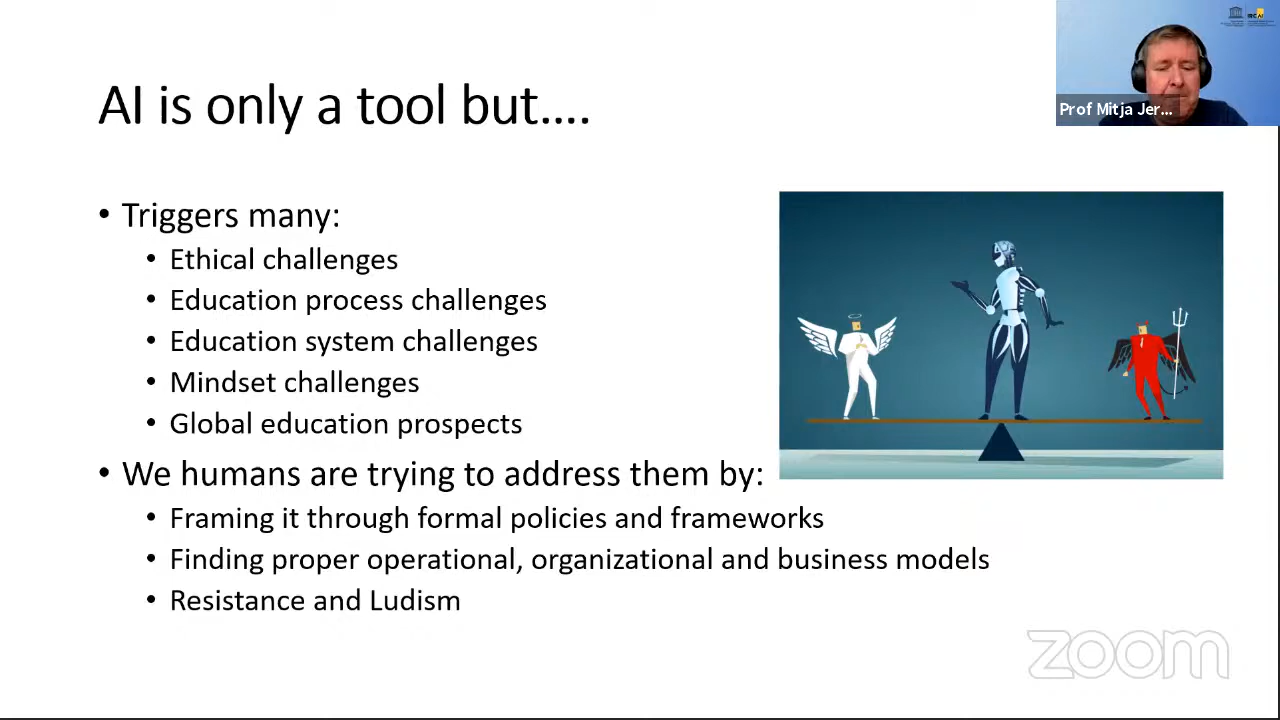 AI is only a tool but....
Prof Mitja Jer...
• Triggers many:
• Ethical challenges
• Education process challenges
• Education system challenges
• Mindset challenges
• Global education prospects
• We humans are trying to address them by:
• Framing it through formal policies and frameworks
• Finding proper operational, organizational and business models
• Resistance and Ludism
zoom